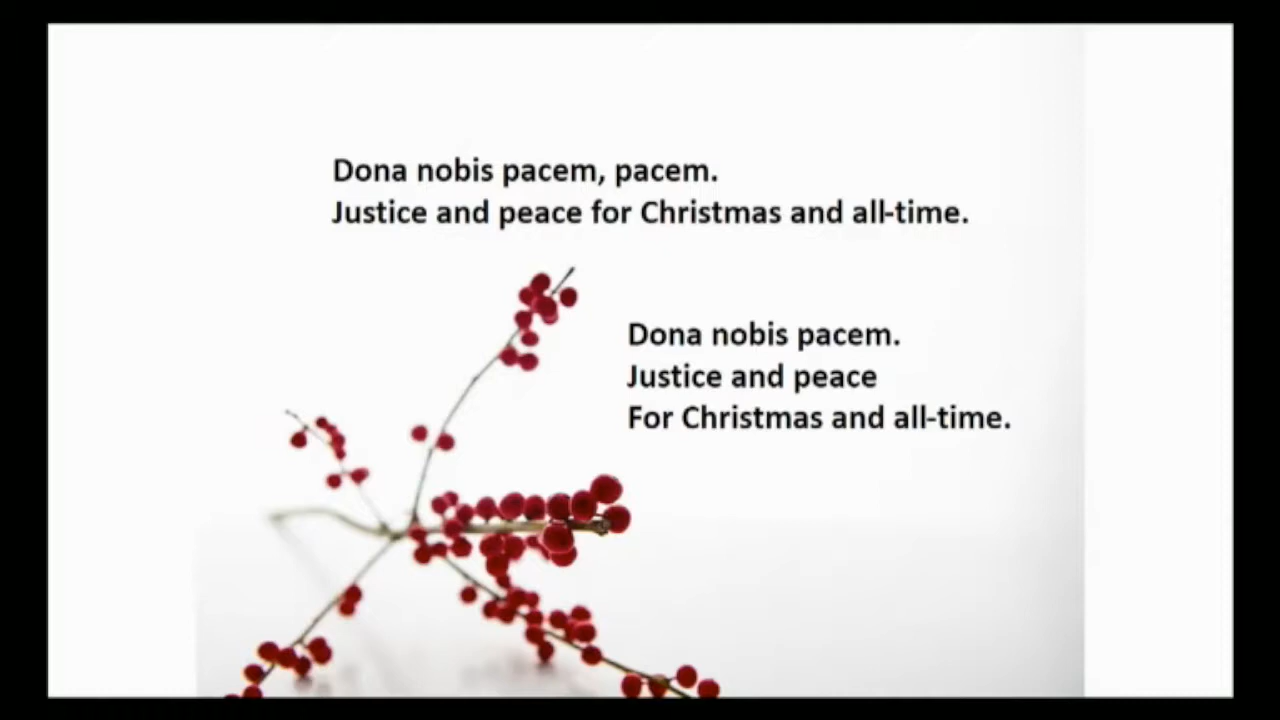 Dona nobis pacem, pacem.
Justice and peace for Christmas and all-time.
Dona nobis pacem.
Justice and peace
For Christmas and all-time.